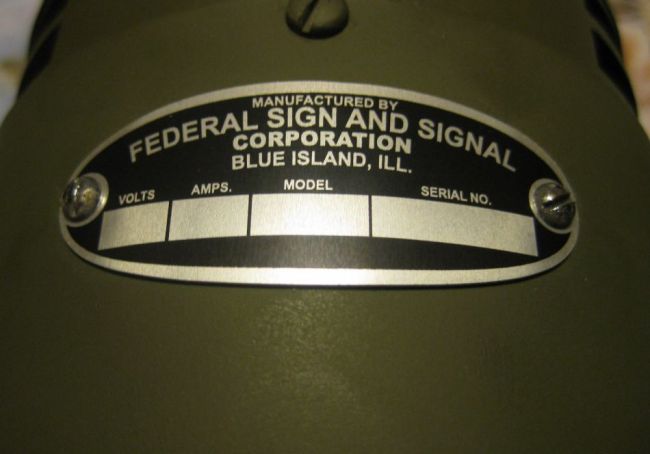 MANUFACTURED BY
FEDERAL SIGN AND SIGNAL
CORPORATION
BLUE ISLAND, ILL.
VOLTS AMPS. MODEL SERIAL NO.